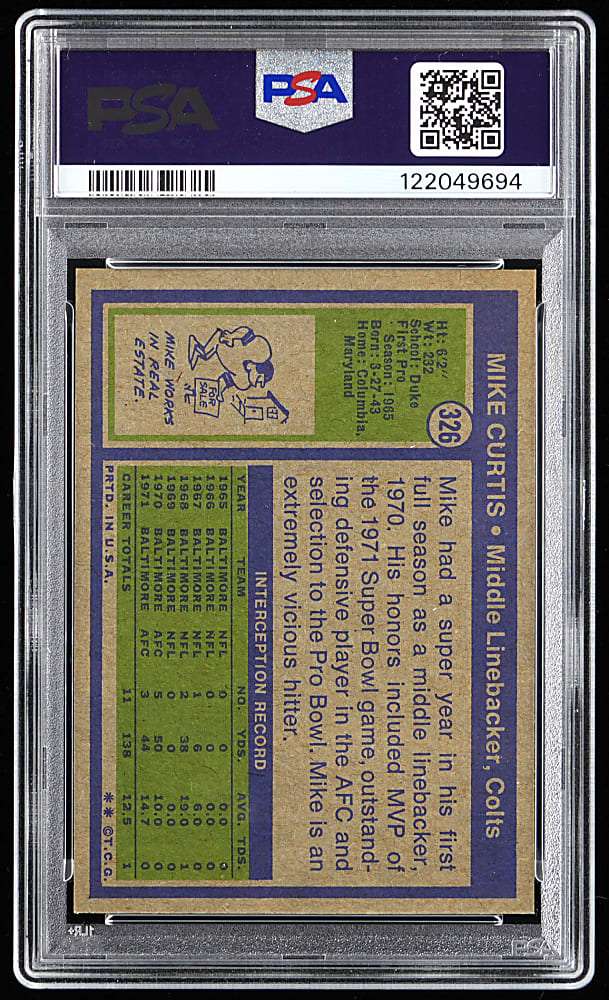 PSA
PSA
122049694
MIKE CURTIS • Middle Linebacker, Colts
326
Ht: 6'2"
Wt: 232
School: Duke
First Pro
Season: 1965
Born: 3-27-43
Home: Columbia,
Maryland
MIKE WORKS
IN REAL
ESTATE.
FOR
SALE
Mike had a super year in his first
full season as a middle linebacker,
1970. His honors included MVP of
the 1971 Super Bowl game, outstand-
ing defensive player in the AFC and
selection to the Pro Bowl. Mike is an
extremely vicious hitter.
INTERCEPTION RECORD
YEAR TEAM NO. YDS. AVG. TDS.
1965 BALTIMORE NFL 0 0 0.0 0
1966 BALTIMORE NFL 0 0 0.0 0
1967 BALTIMORE NFL 1 6 6.0 0
1968 BALTIMORE NFL 2 38 19.0 1
1969 BALTIMORE NFL 0 0 0.0 0
1970 BALTIMORE AFC 5 50 10.0 0
1971 BALTIMORE AFC 3 44 14.7 0
CAREER TOTALS 11 138 12.5 1
PRTD. IN U.S.A. ** ©T.C.G.
1LR+
PSA